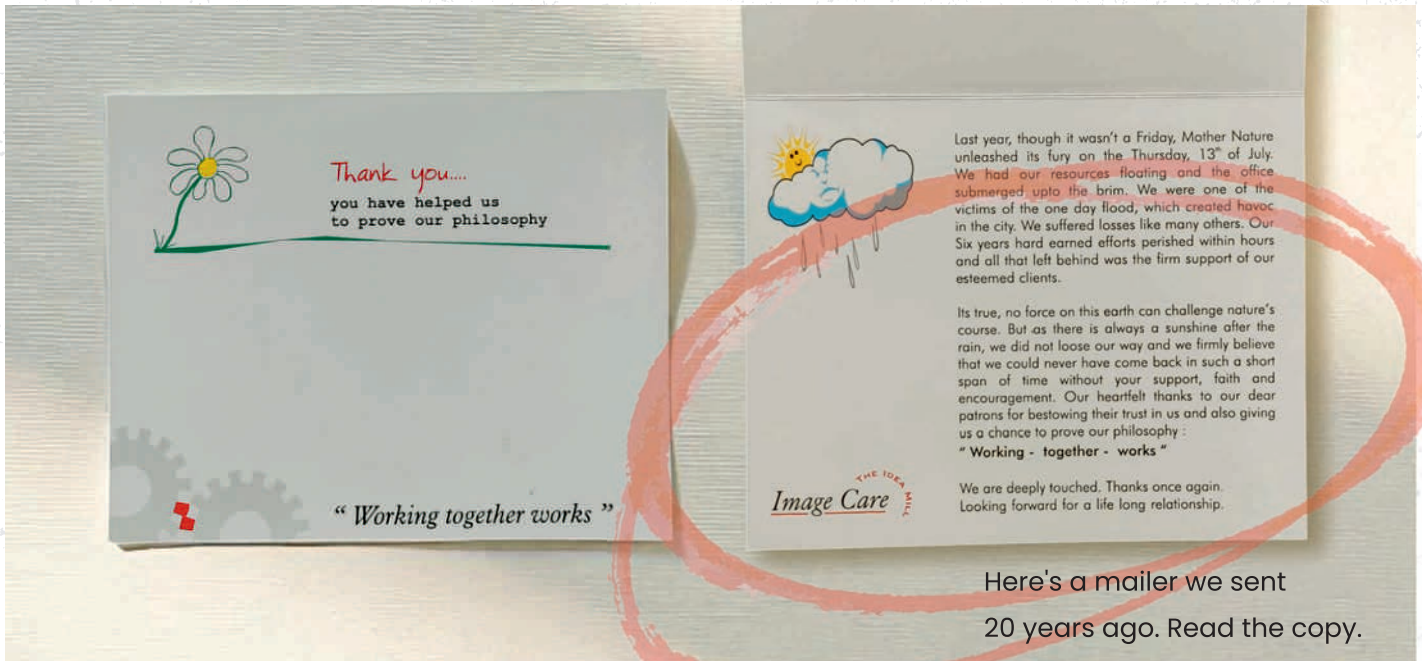 Thank you....
you have helped us
to prove our philosophy
“ Working together works ”
Last year, though it wasn't a Friday, Mother Nature
unleashed its fury on the Thursday, 13th of July.
We had our resources floating and the office
submerged upto the brim. We were one of the
victims of the one day flood, which created havoc
in the city. We suffered losses like many others. Our
Six years hard earned efforts perished within hours
and all that left behind was the firm support of our
esteemed clients.
Its true, no force on this earth can challenge nature's
course. But as there is always a sunshine after the
rain, we did not loose our way and we firmly believe
that we could never have come back in such a short
span of time without your support, faith and
encouragement. Our heartfelt thanks to our dear
patrons for bestowing their trust in us and also giving
us a chance to prove our philosophy :
“ Working - together - works ”
We are deeply touched. Thanks once again.
Looking forward for a life long relationship.
THE IDEA MILL
Image Care
Here's a mailer we sent
20 years ago. Read the copy.